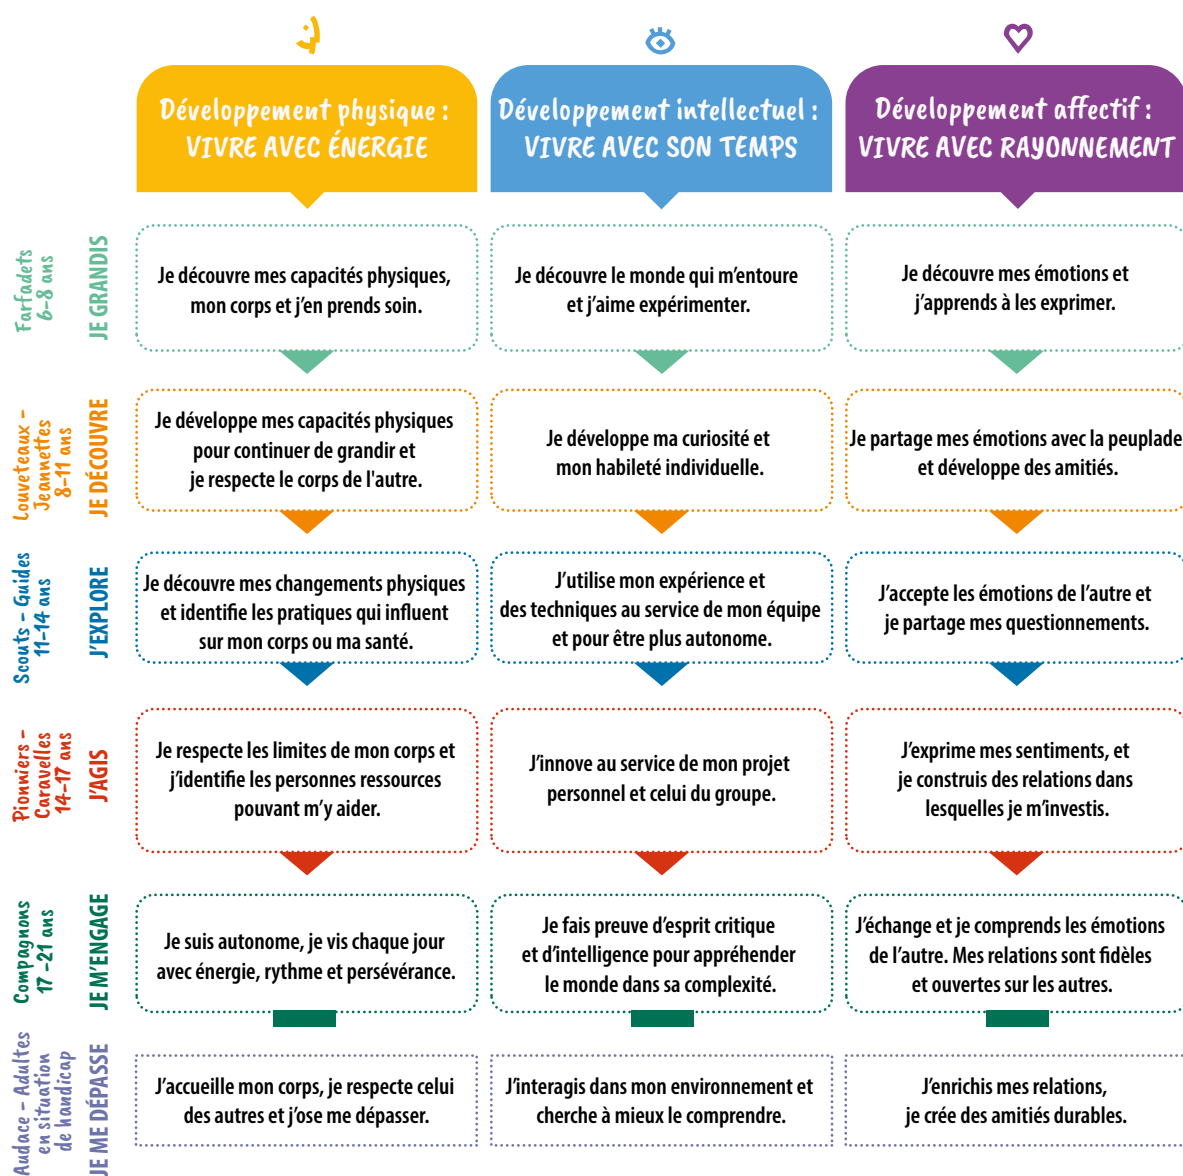 Développement physique :
VIVRE AVEC ÉNERGIE
Développement intellectuel :
VIVRE AVEC SON TEMPS
Développement affectif :
VIVRE AVEC RAYONNEMENT
Farfadets
6-8 ans
JE GRANDIS
Je découvre mes capacités physiques,
mon corps et j'en prends soin.
Je découvre le monde qui m'entoure
et j'aime expérimenter.
Je découvre mes émotions et
j'apprends à les exprimer.
Louveteaux -
Jeannettes
8-11 ans
JE DÉCOUVRE
Je développe mes capacités physiques
pour continuer de grandir et
je respecte le corps de l'autre.
Je développe ma curiosité et
mon habileté individuelle.
Je partage mes émotions avec la peuplade
et développe des amitiés.
Scouts - Guides
11-14 ans
J'EXPLORE
Je découvre mes changements physiques
et identifie les pratiques qui influent
sur mon corps ou ma santé.
J'utilise mon expérience et
des techniques au service de mon équipe
et pour être plus autonome.
J'accepte les émotions de l'autre et
je partage mes questionnements.
Pionniers -
Caravelles
14-17 ans
J'AGIS
Je respecte les limites de mon corps et
j'identifie les personnes ressources
pouvant m'y aider.
J'innove au service de mon projet
personnel et celui du groupe.
J'exprime mes sentiments, et
je construis des relations dans
lesquelles je m'investis.
Compagnons
17 -21 ans
JE M'ENGAGE
Je suis autonome, je vis chaque jour
avec énergie, rythme et persévérance.
Je fais preuve d'esprit critique
et d'intelligence pour appréhender
le monde dans sa complexité.
J'échange et je comprends les émotions
de l'autre. Mes relations sont fidèles
et ouvertes sur les autres.
Audace - Adultes
en situation
de handicap
JE ME DÉPASSE
J'accueille mon corps, je respecte celui
des autres et j'ose me dépasser.
J'interagis dans mon environnement et
cherche à mieux le comprendre.
J'enrichis mes relations,
je crée des amitiés durables.